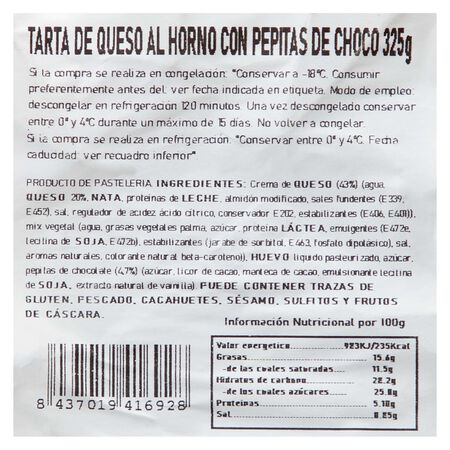 TARTA DE QUESO AL HORNO CON PEPITAS DE CHOCO 325g
Si la compra se realiza en congelación: "Conservar a -18°C. Consumir
preferentemente antes del: ver fecha indicada en etiqueta. Modo de empleo:
descongelar en refrigeración 120 minutos. Una vez descongelado conservar
entre 0° y 4°C durante un máximo de 15 días. No volver a congelar.
Si la compra se realiza en refrigeración: "Conservar entre 0° y 4°C. Fecha
caducidad: ver recuadro inferior".
PRODUCTO DE PASTELERIA INGREDIENTES: Crema de QUESO (43%) (agua,
QUESO 20%, NATA, proteínas de LECHE, almidón modificado, sales fundentes (E339,
E452), sal, regulador de acidez ácido cítrico, conservador E202, estabilizantes (E406, E401)),
mix vegetal (agua, grasas vegetales palma, azúcar, proteína LÁCTEA, emulgentes (E472e,
lecitina de SOJA, E472b), estabilizantes (jarabe de sorbitol, E463, fosfato dipotásico), sal,
aromas naturales, colorante natural beta-caroteno)), HUEVO líquido pasteurizado, azúcar,
pepitas de chocolate (4,7%) (azúcar, licor de cacao, manteca de cacao, emulsionante lecitina
de SOJA, extracto natural de vainilla). PUEDE CONTENER TRAZAS DE
GLUTEN, PESCADO, CACAHUETES, SÉSAMO, SULFITOS Y FRUTOS
DE CÁSCARA.
Información Nutricional por 100g
Valor energetico 983KJ/235Kcal
Grasas 15.6g
-de las cuales saturadas 11.5g
Hidratos de carbono 28.2g
-de los cuales azúcares 25.8g
Proteinas 5.10g
Sal 0.85g
8 437019 416928